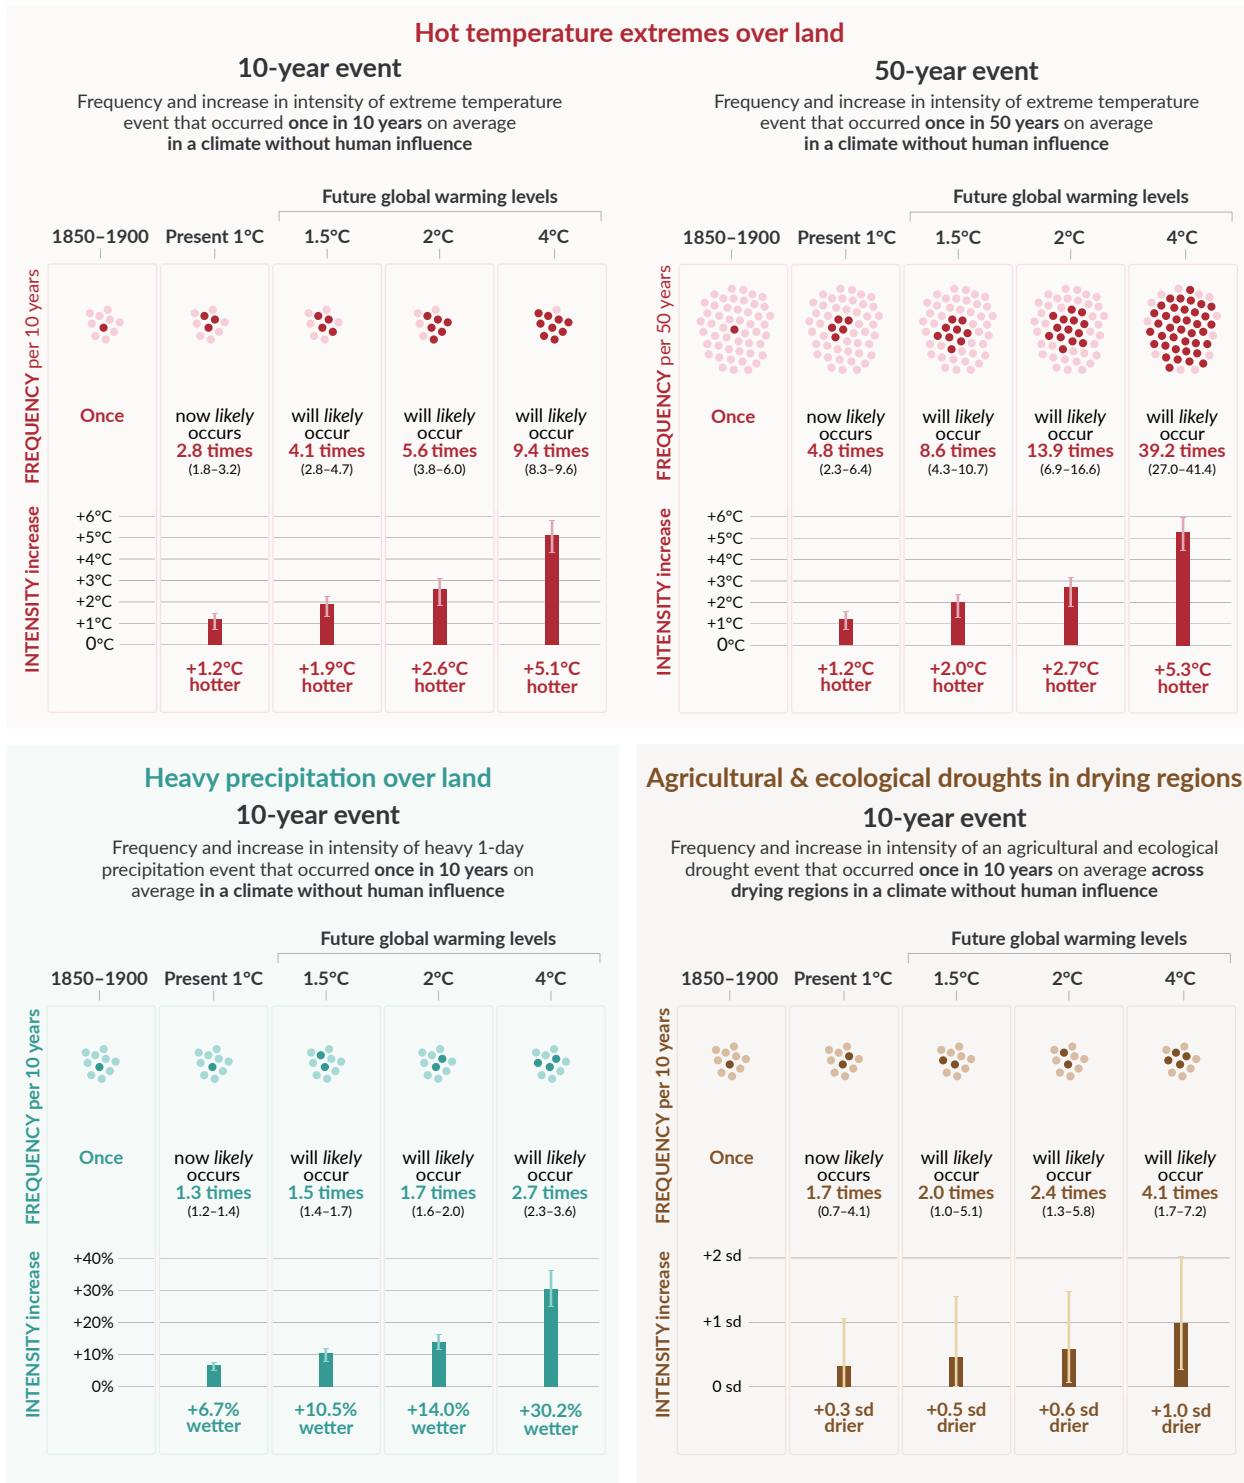 Hot temperature extremes over land
10-year event
Frequency and increase in intensity of extreme temperature
event that occurred once in 10 years on average
in a climate without human influence
Future global warming levels
1850–1900 Present 1°C 1.5°C 2°C 4°C
FREQUENCY per 10 years
Once
now likely occurs 2.8 times (1.8–3.2)
will likely occur 4.1 times (2.8–4.7)
will likely occur 5.6 times (3.8–6.0)
will likely occur 9.4 times (8.3–9.6)
INTENSITY increase
+6°C
+5°C
+4°C
+3°C
+2°C
+1°C
0°C
+1.2°C hotter
+1.9°C hotter
+2.6°C hotter
+5.1°C hotter
50-year event
Frequency and increase in intensity of extreme temperature
event that occurred once in 50 years on average
in a climate without human influence
Future global warming levels
1850–1900 Present 1°C 1.5°C 2°C 4°C
FREQUENCY per 50 years
Once
now likely occurs 4.8 times (2.3–6.4)
will likely occur 8.6 times (4.3–10.7)
will likely occur 13.9 times (6.9–16.6)
will likely occur 39.2 times (27.0–41.4)
INTENSITY increase
+6°C
+5°C
+4°C
+3°C
+2°C
+1°C
0°C
+1.2°C hotter
+2.0°C hotter
+2.7°C hotter
+5.3°C hotter
Heavy precipitation over land
10-year event
Frequency and increase in intensity of heavy 1-day
precipitation event that occurred once in 10 years on
average in a climate without human influence
Future global warming levels
1850–1900 Present 1°C 1.5°C 2°C 4°C
FREQUENCY per 10 years
Once
now likely occurs 1.3 times (1.2–1.4)
will likely occur 1.5 times (1.4–1.7)
will likely occur 1.7 times (1.6–2.0)
will likely occur 2.7 times (2.3–3.6)
INTENSITY increase
+40%
+30%
+20%
+10%
0%
+6.7% wetter
+10.5% wetter
+14.0% wetter
+30.2% wetter
Agricultural & ecological droughts in drying regions
10-year event
Frequency and increase in intensity of an agricultural and ecological
drought event that occurred once in 10 years on average across
drying regions in a climate without human influence
Future global warming levels
1850–1900 Present 1°C 1.5°C 2°C 4°C
FREQUENCY per 10 years
Once
now likely occurs 1.7 times (0.7–4.1)
will likely occur 2.0 times (1.0–5.1)
will likely occur 2.4 times (1.3–5.8)
will likely occur 4.1 times (1.7–7.2)
INTENSITY increase
+2 sd
+1 sd
0 sd
+0.3 sd drier
+0.5 sd drier
+0.6 sd drier
+1.0 sd drier